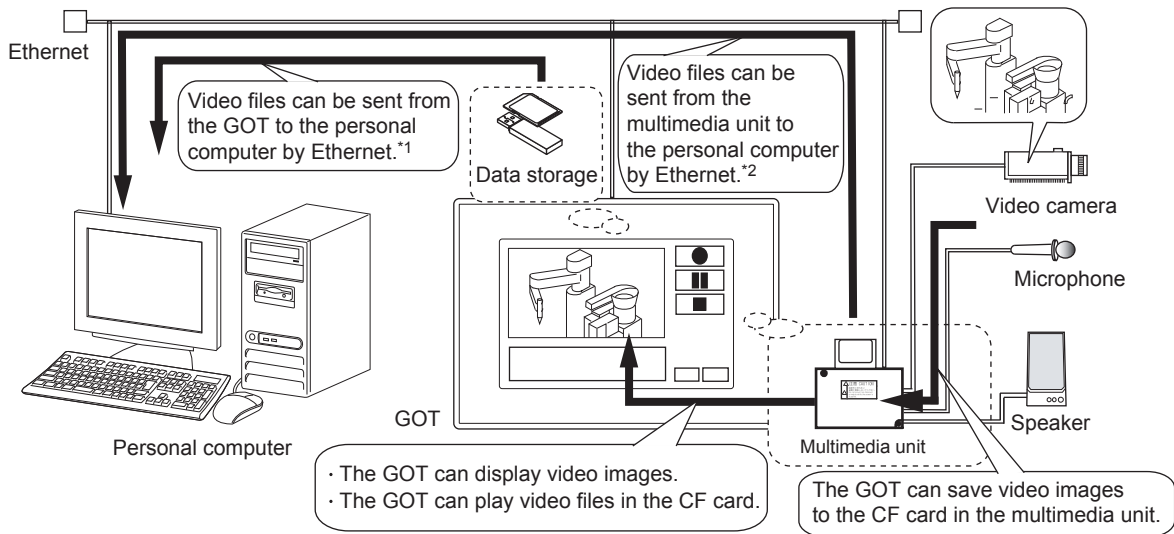 Ethernet
Video files can be sent from
the GOT to the personal
computer by Ethernet.*1
Data storage
Video files can be
sent from the
multimedia unit to
the personal computer
by Ethernet.*2
Video camera
Microphone
Speaker
Personal computer
GOT
Multimedia unit
· The GOT can display video images.
· The GOT can play video files in the CF card.
The GOT can save video images
to the CF card in the multimedia unit.